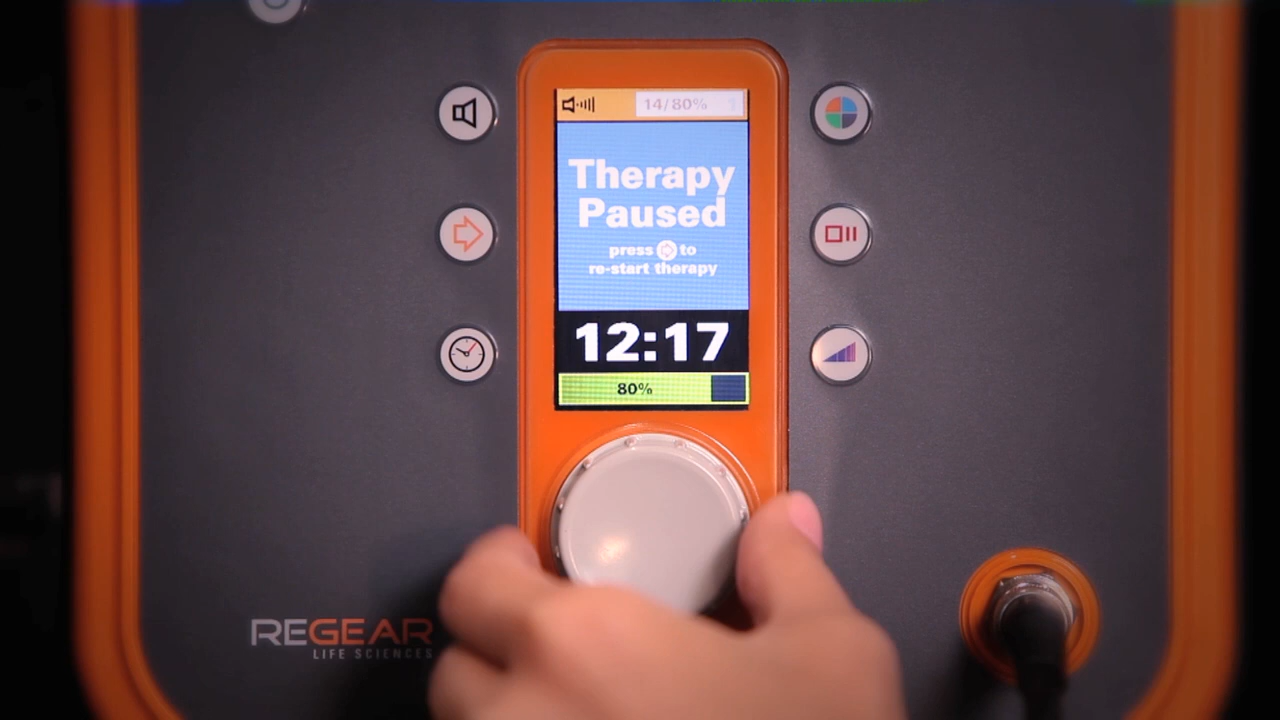 14/80%
Therapy
Paused
press to
re-start therapy
12:17
80%
REGEAR
LIFE SCIENCES